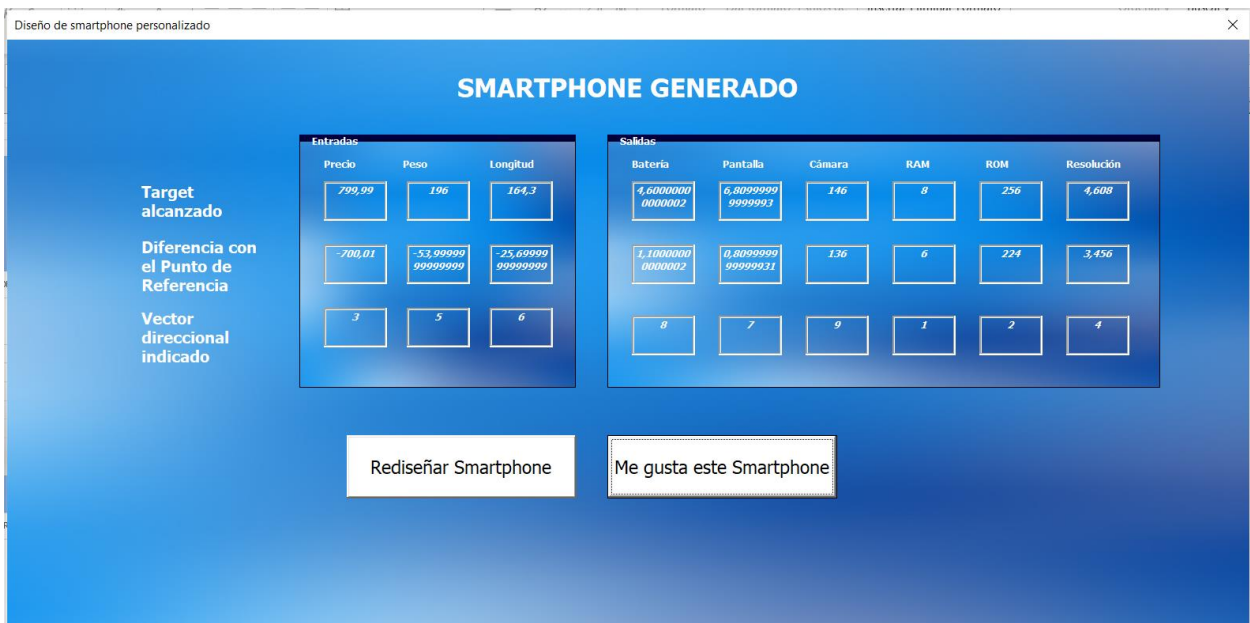 Diseño de smartphone personalizado
SMARTPHONE GENERADO
Entradas
Salidas
Precio Peso Longitud
Batería Pantalla Cámara RAM ROM Resolución
Target
alcanzado
799,99 196 164,3
4,6000000
0000002
6,8099999
9999993
146 8 256 4,608
Diferencia con
el Punto de
Referencia
-700,01
-53,99999
99999999
-25,69999
99999999
1,1000000
0000002
0,8099999
99999931
136 6 224 3,456
Vector
direccional
indicado
3 5 6
8 7 9 1 2 4
Rediseñar Smartphone
Me gusta este Smartphone